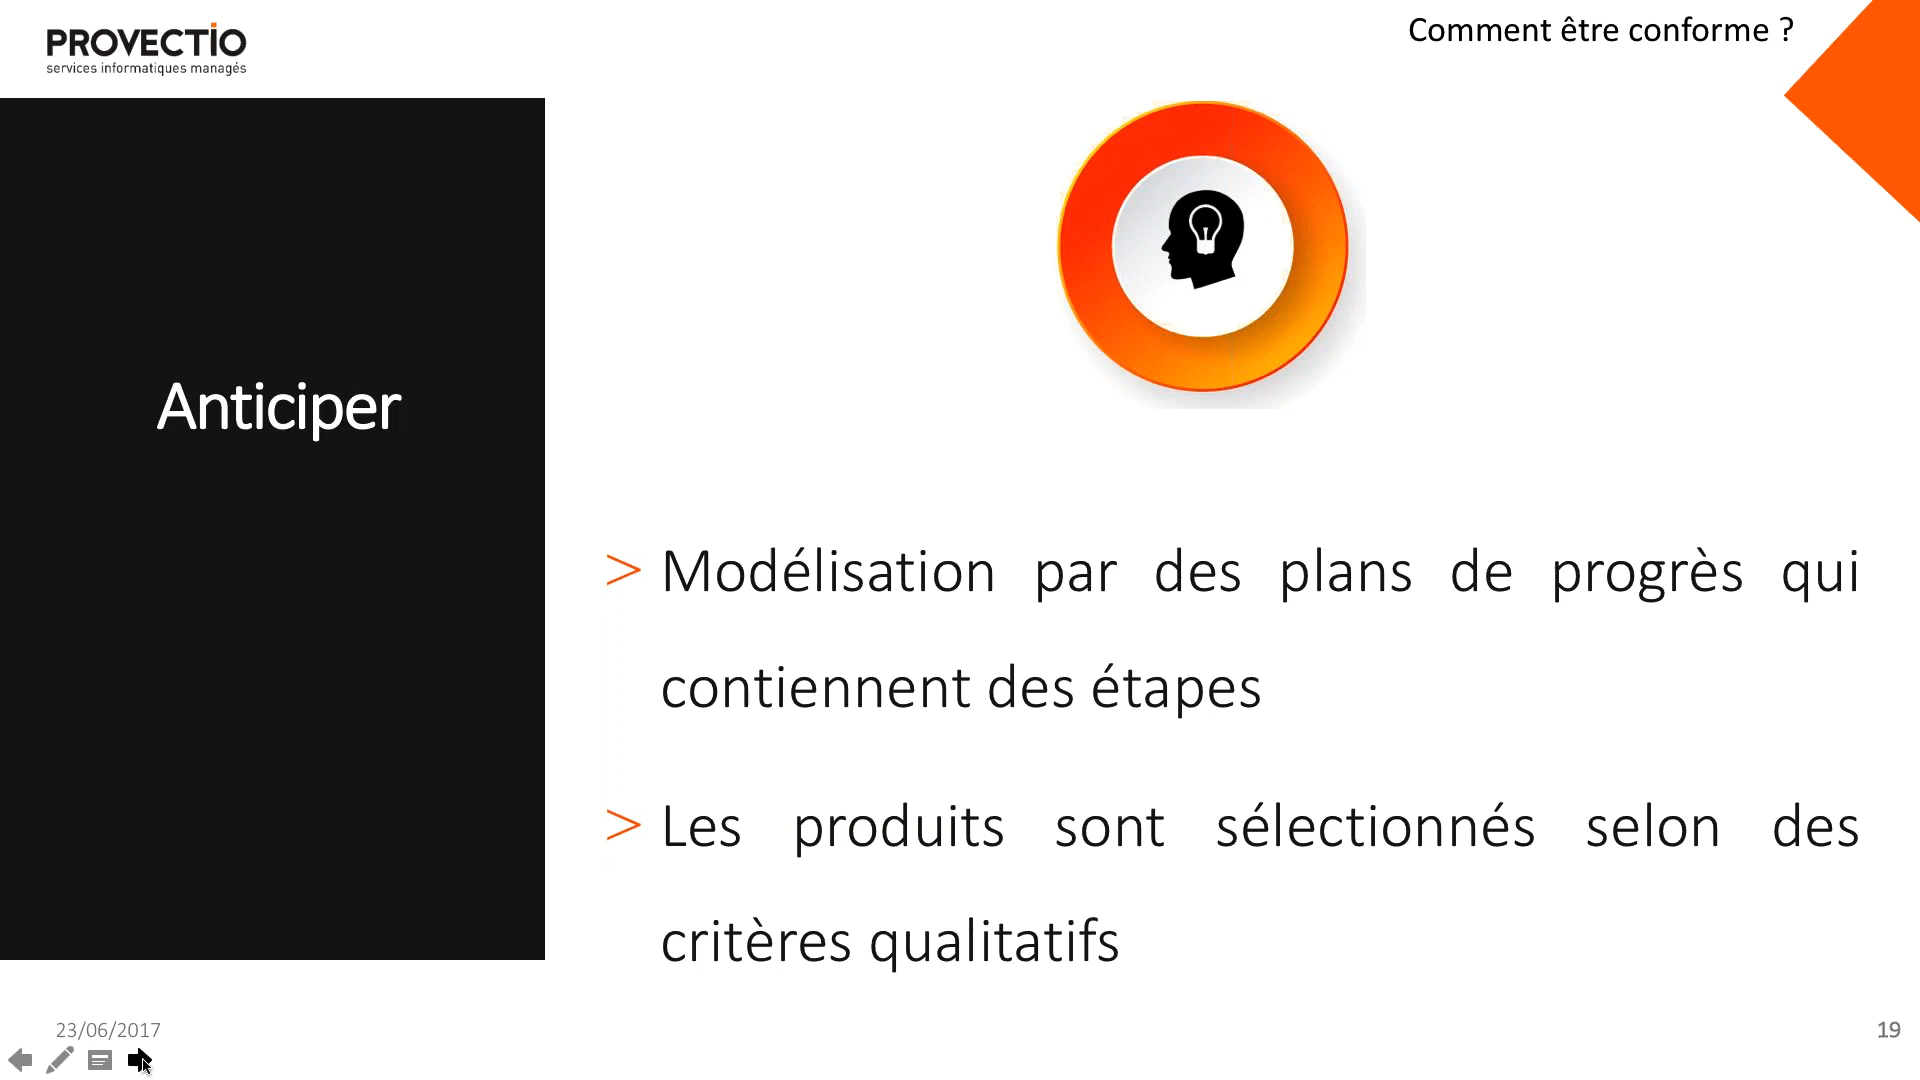 PROVECTIO
services informatiques managés
Comment être conforme ?
Anticiper
> Modélisation par des plans de progrès qui
contiennent des étapes
> Les produits sont sélectionnés selon des
critères qualitatifs
23/06/2017
19